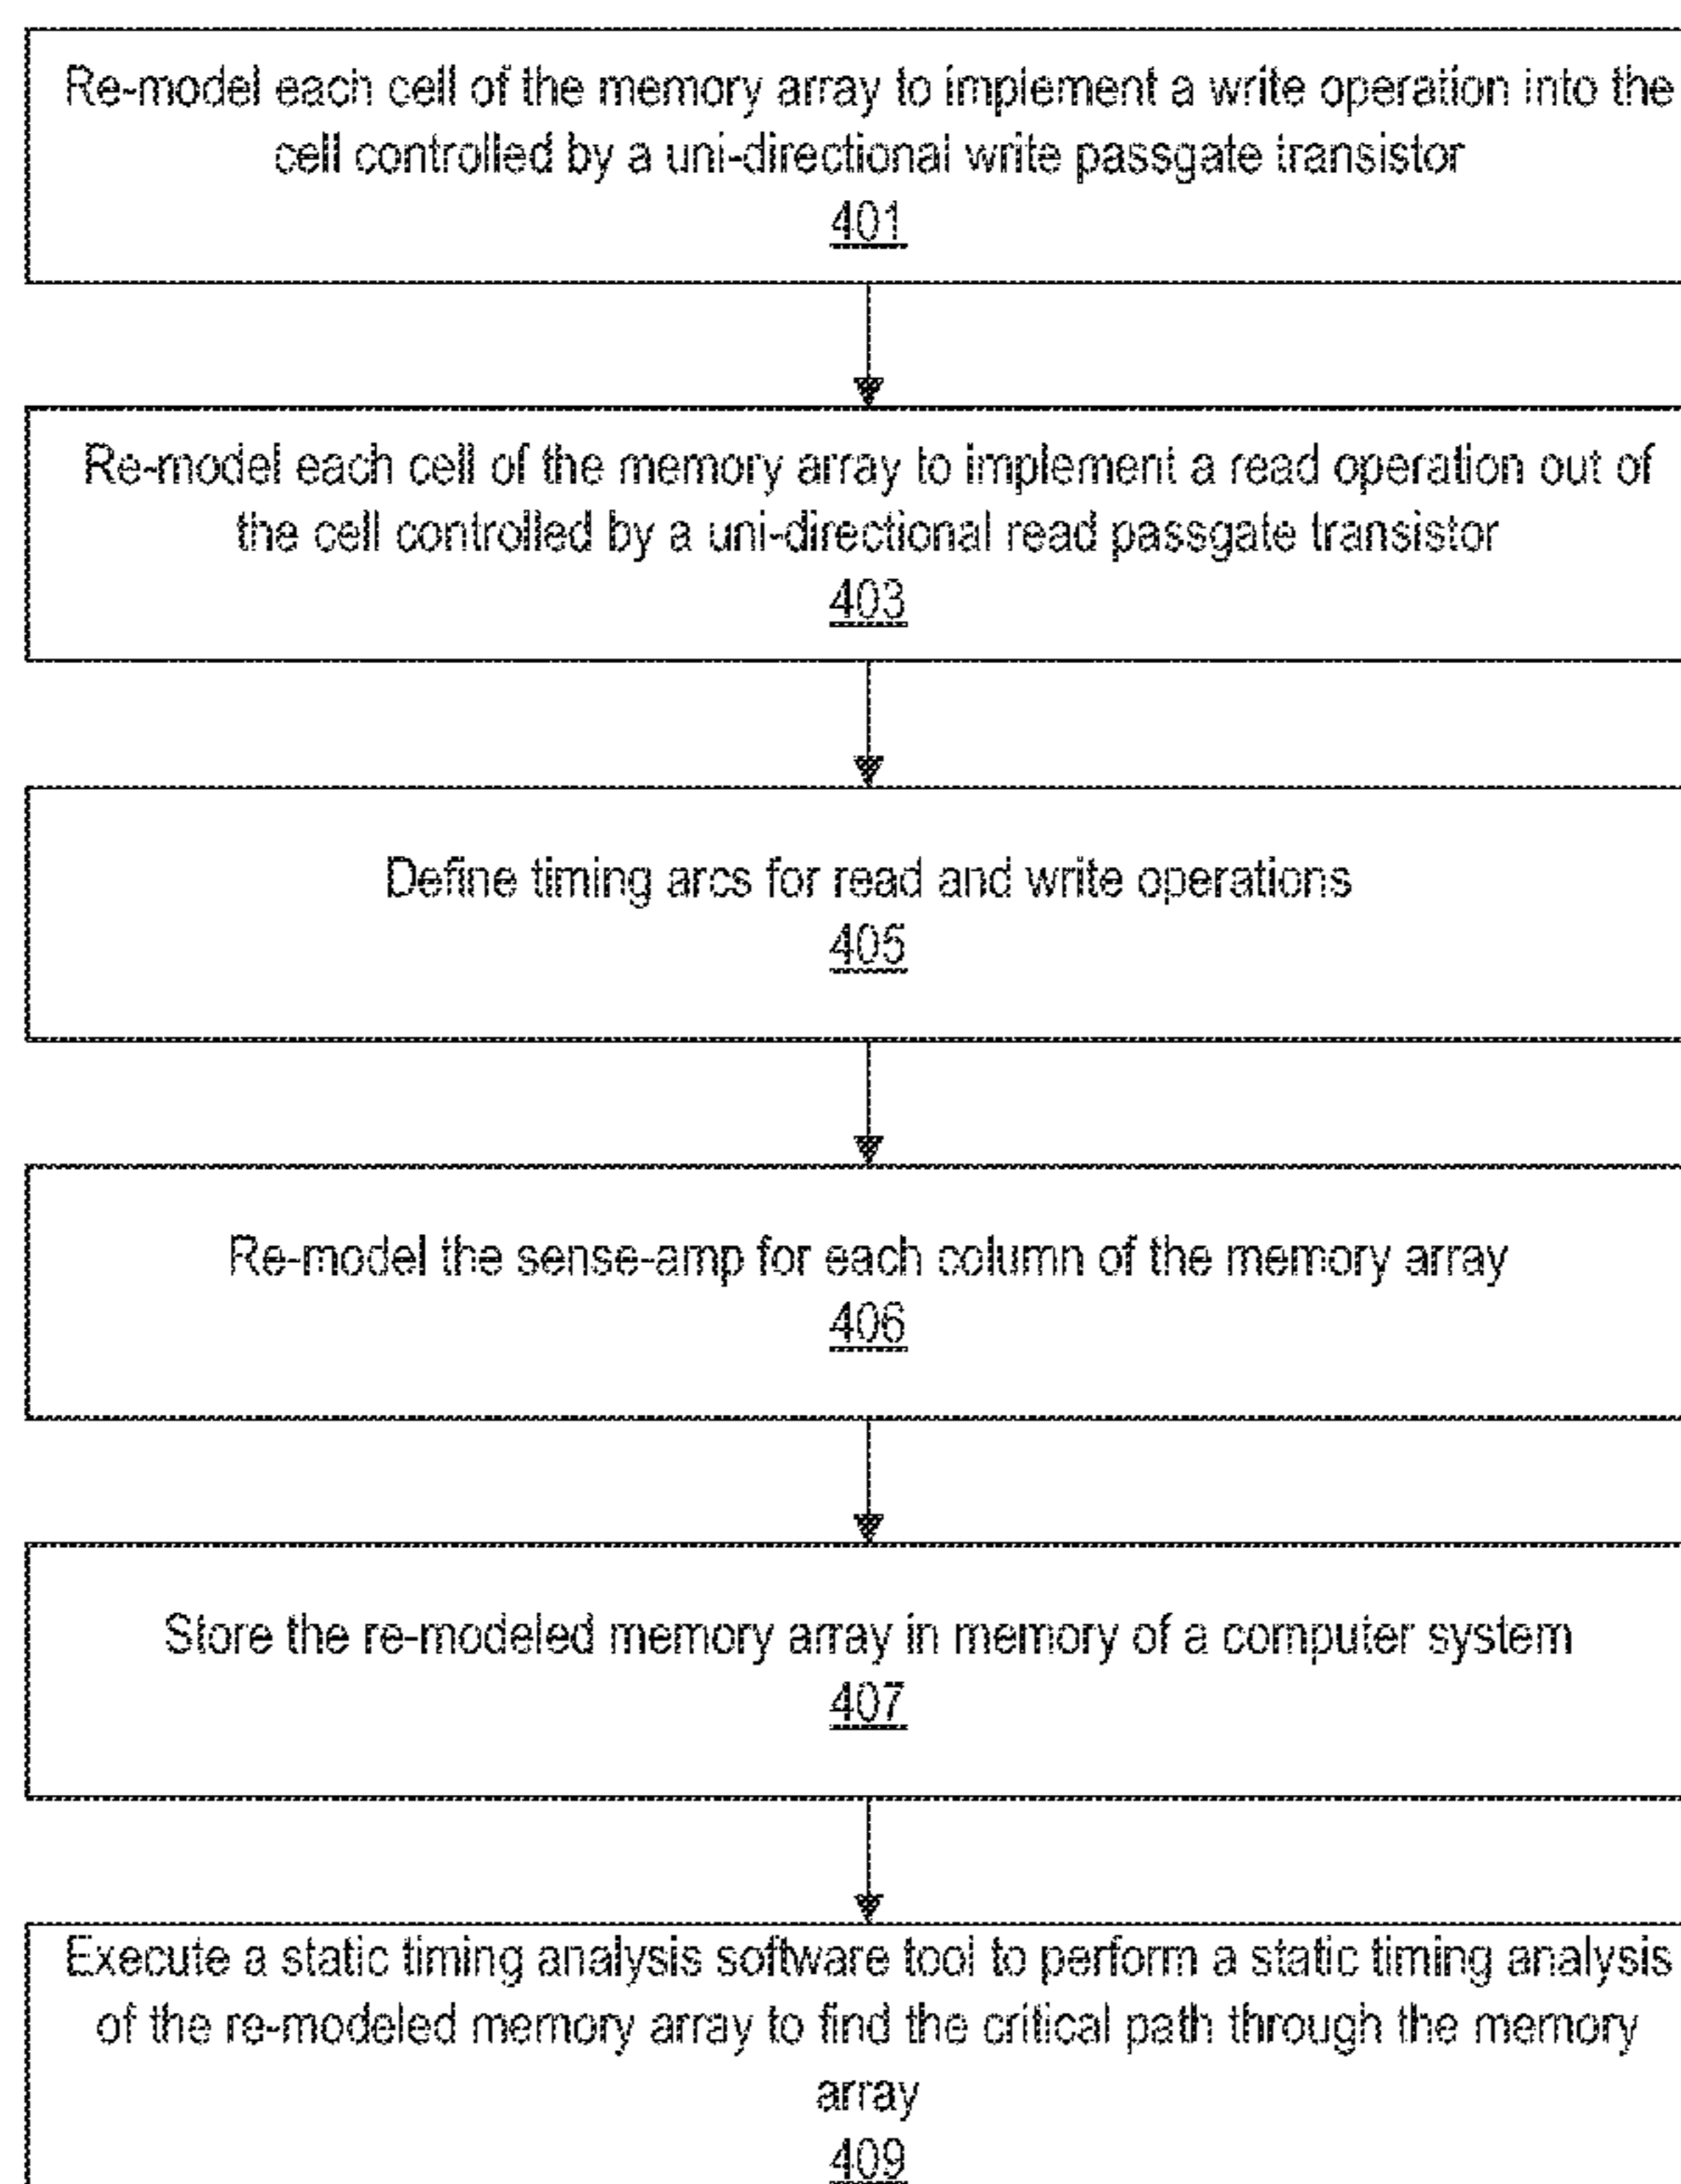 Re-model each cell of the memory array to implement a write operation into the
cell controlled by a uni-directional write passgate transistor
401
Re-model each cell of the memory array to implement a read operation out of
the cell controlled by a uni-directional read passgate transistor
403
Define timing arcs for read and write operations
405
Re-model the sense-amp for each column of the memory array
406
Store the re-modeled memory array in memory of a computer system
407
Execute a static timing analysis software tool to perform a static timing analysis
of the re-modeled memory array to find the critical path through the memory
array
409